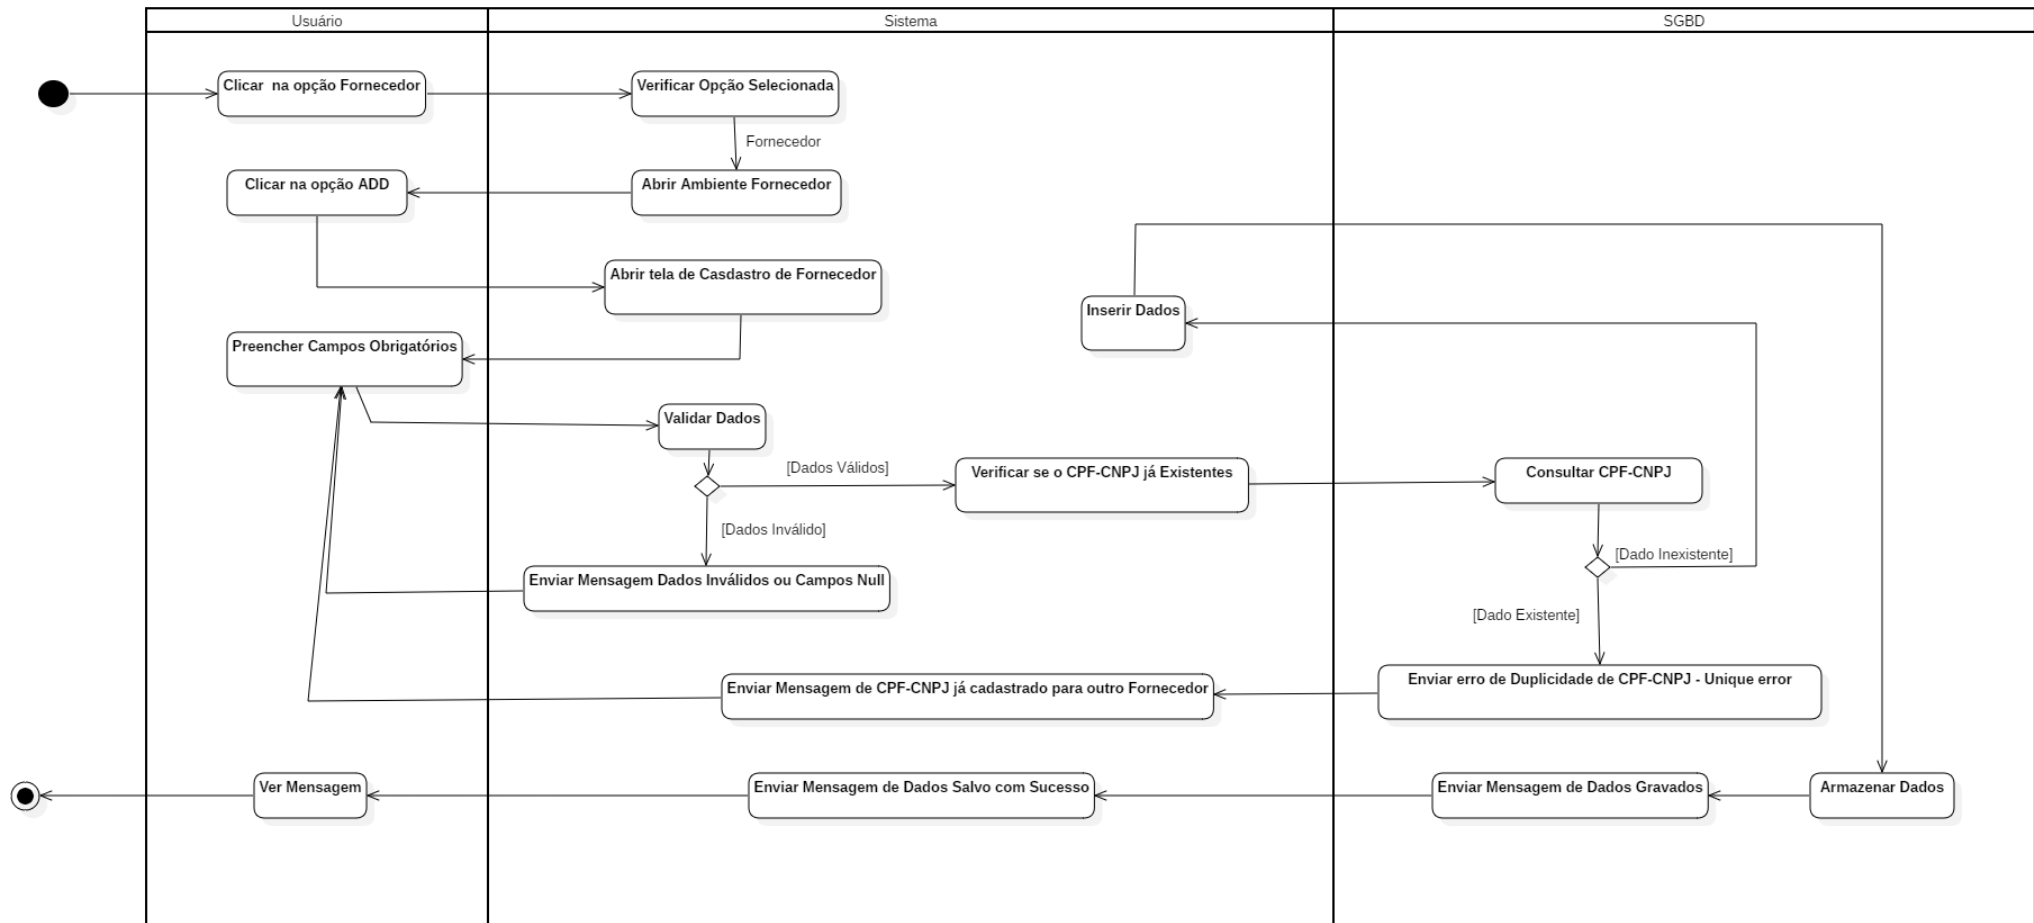 Usuário
Sistema
SGBD
Clicar na opção Fornecedor
Verificar Opção Selecionada
Fornecedor
Clicar na opção ADD
Abrir Ambiente Fornecedor
Abrir tela de Casdastro de Fornecedor
Inserir Dados
Preencher Campos Obrigatórios
Validar Dados
[Dados Válidos]
Verificar se o CPF-CNPJ já Existentes
Consultar CPF-CNPJ
[Dados Inválido]
[Dado Inexistente]
Enviar Mensagem Dados Inválidos ou Campos Null
[Dado Existente]
Enviar Mensagem de CPF-CNPJ já cadastrado para outro Fornecedor
Enviar erro de Duplicidade de CPF-CNPJ - Unique error
Ver Mensagem
Enviar Mensagem de Dados Salvo com Sucesso
Enviar Mensagem de Dados Gravados
Armazenar Dados